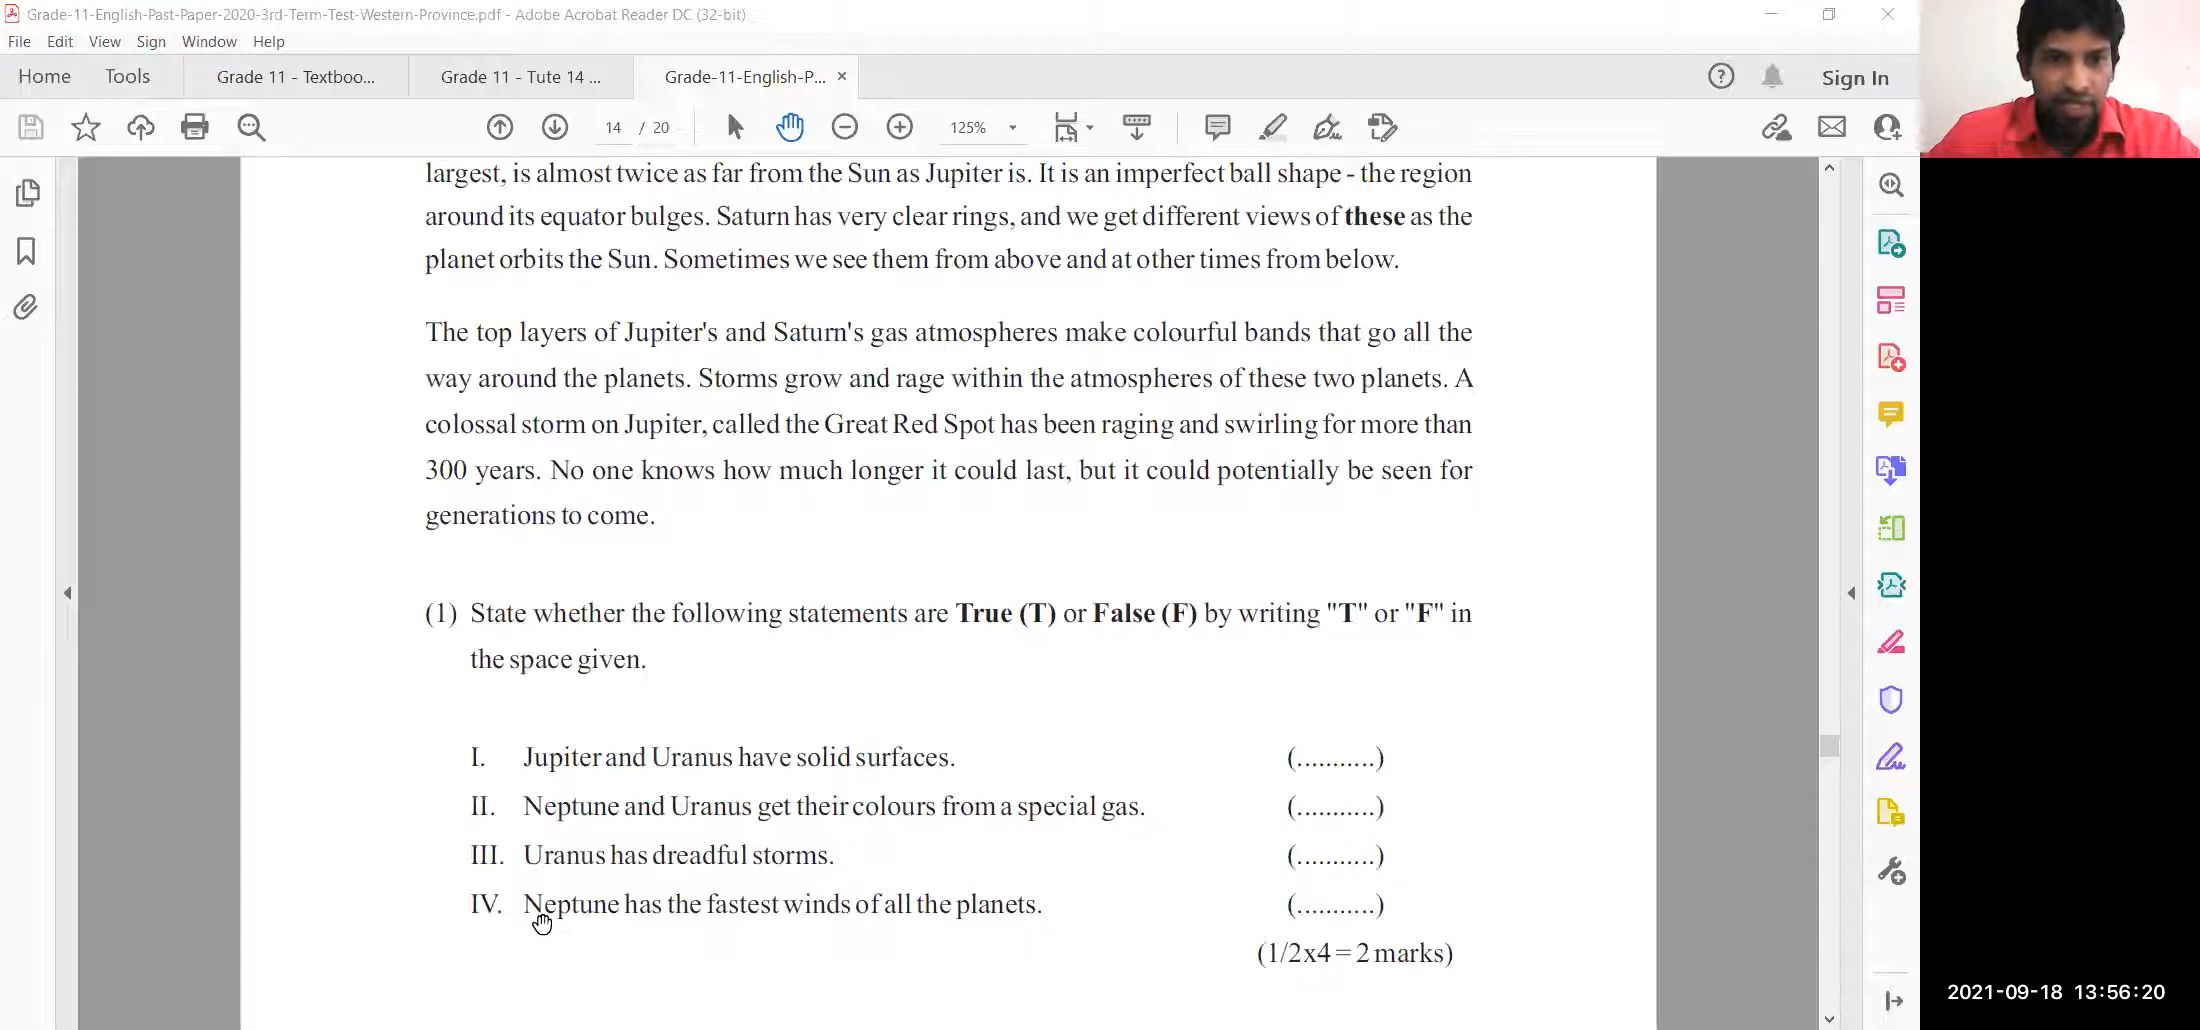 Grade-11-English-Past-Paper-2020-3rd-Term-Test-Western-Province.pdf - Adobe Acrobat Reader DC (32-bit)
File Edit View Sign Window Help
Home Tools Grade 11 - Textboo... Grade 11 - Tute 14 ... Grade-11-English-P... × Sign In
14 / 20 125%
largest, is almost twice as far from the Sun as Jupiter is. It is an imperfect ball shape - the region
around its equator bulges. Saturn has very clear rings, and we get different views of these as the
planet orbits the Sun. Sometimes we see them from above and at other times from below.
The top layers of Jupiter's and Saturn's gas atmospheres make colourful bands that go all the
way around the planets. Storms grow and rage within the atmospheres of these two planets. A
colossal storm on Jupiter, called the Great Red Spot has been raging and swirling for more than
300 years. No one knows how much longer it could last, but it could potentially be seen for
generations to come.
(1) State whether the following statements are True (T) or False (F) by writing "T" or "F" in
the space given.
I. Jupiter and Uranus have solid surfaces. (...........)
II. Neptune and Uranus get their colours from a special gas. (...........)
III. Uranus has dreadful storms. (...........)
IV. Neptune has the fastest winds of all the planets. (...........)
(1/2x4 = 2 marks)
2021-09-18 13:56:20